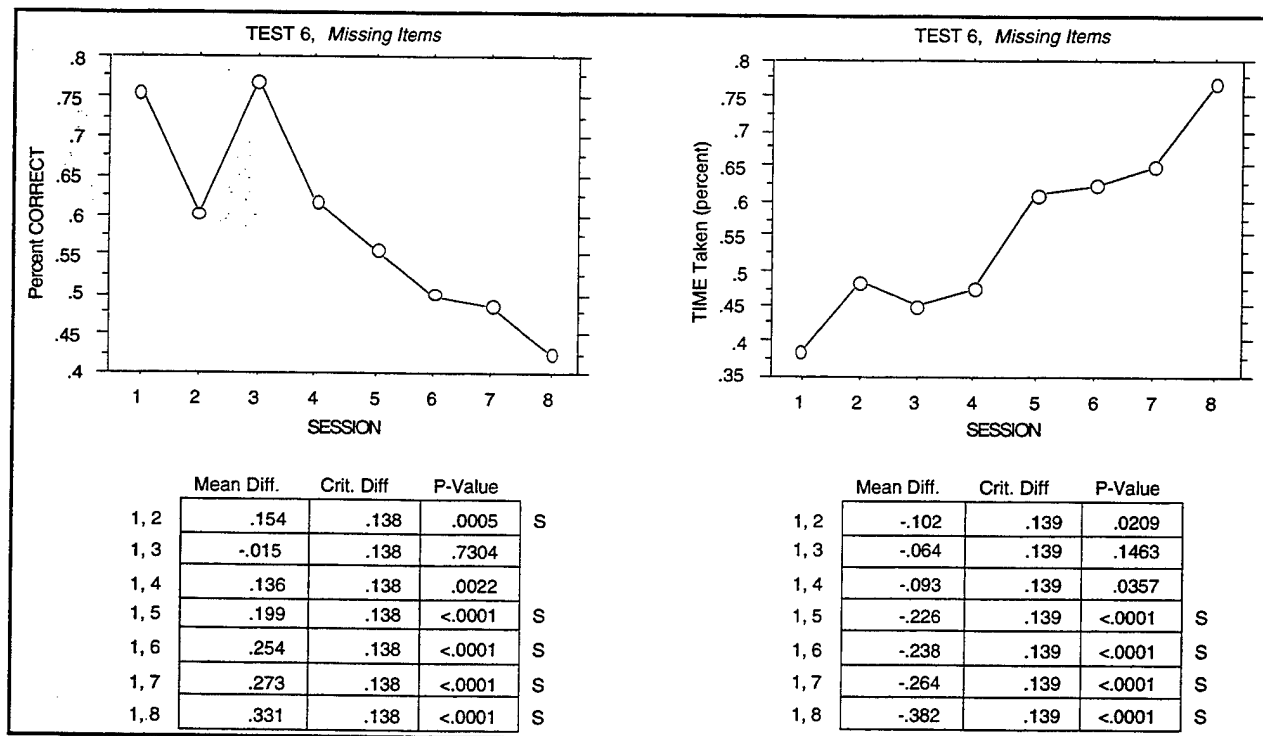 TEST 6, Missing Items
.8
.75
.7
.65
.6
.55
.5
.45
.4
Percent CORRECT
1 2 3 4 5 6 7 8
SESSION
Mean Diff. Crit. Diff P-Value
1, 2 .154 .138 .0005 S
1, 3 -.015 .138 .7304
1, 4 .136 .138 .0022
1, 5 .199 .138 <.0001 S
1, 6 .254 .138 <.0001 S
1, 7 .273 .138 <.0001 S
1,.8 .331 .138 <.0001 S
TEST 6, Missing Items
.8
.75
.7
.65
.6
.55
.5
.45
.4
.35
TIME Taken (percent)
1 2 3 4 5 6 7 8
SESSION
Mean Diff. Crit. Diff P-Value
1, 2 -.102 .139 .0209
1, 3 -.064 .139 .1463
1, 4 -.093 .139 .0357
1, 5 -.226 .139 <.0001 S
1, 6 -.238 .139 <.0001 S
1, 7 -.264 .139 <.0001 S
1, 8 -.382 .139 <.0001 S